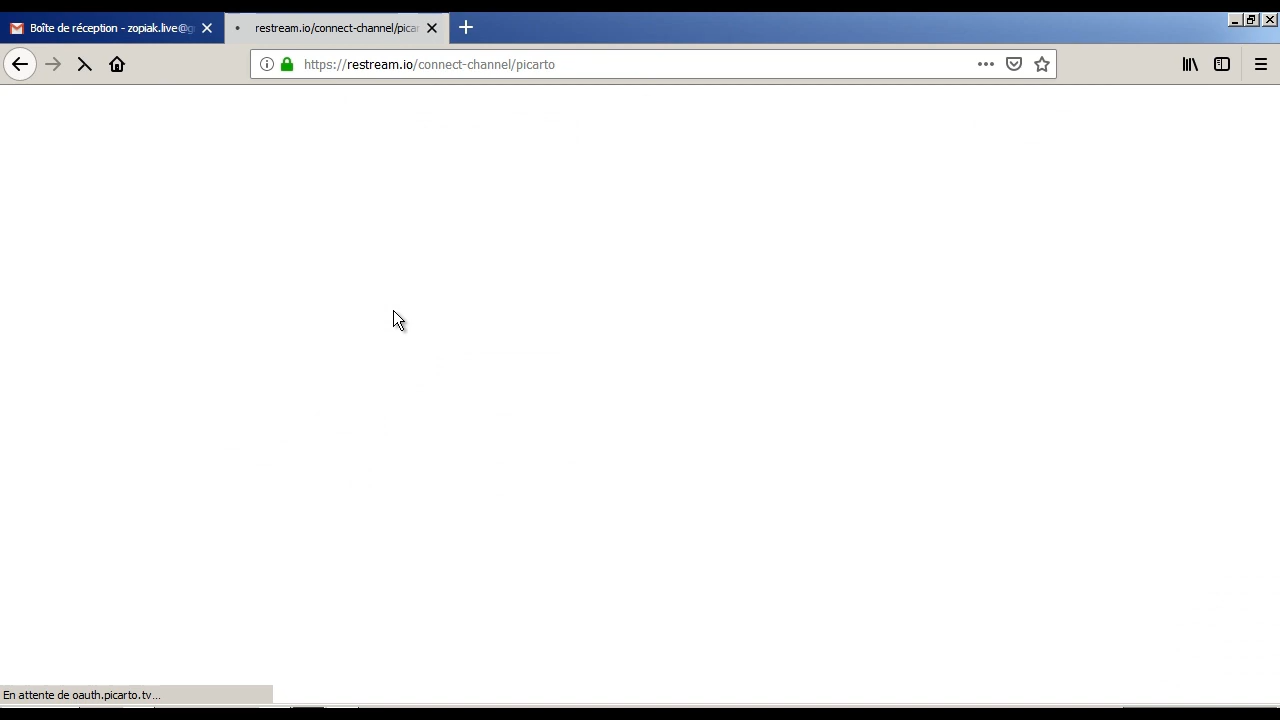 Boîte de réception - zopiak.live@g
restream.io/connect-channel/picar
https://restream.io/connect-channel/picarto
En attente de oauth.picarto.tv...